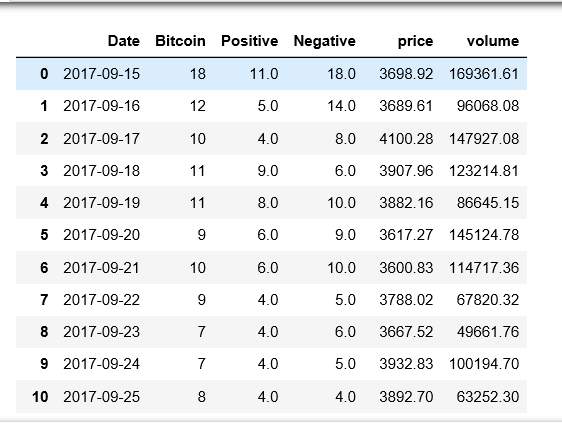 Date Bitcoin Positive Negative price volume
0 2017-09-15 18 11.0 18.0 3698.92 169361.61
1 2017-09-16 12 5.0 14.0 3689.61 96068.08
2 2017-09-17 10 4.0 8.0 4100.28 147927.08
3 2017-09-18 11 9.0 6.0 3907.96 123214.81
4 2017-09-19 11 8.0 10.0 3882.16 86645.15
5 2017-09-20 9 6.0 9.0 3617.27 145124.78
6 2017-09-21 10 6.0 10.0 3600.83 114717.36
7 2017-09-22 9 4.0 5.0 3788.02 67820.32
8 2017-09-23 7 4.0 6.0 3667.52 49661.76
9 2017-09-24 7 4.0 5.0 3932.83 100194.70
10 2017-09-25 8 4.0 4.0 3892.70 63252.30